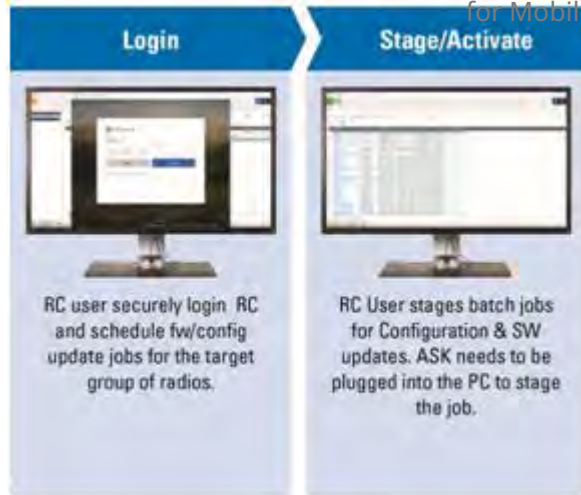 for Mobil
Login
Stage/Activate
RC user securely login RC
and schedule fw/config
update jobs for the target
group of radios.
RC User stages batch jobs
for Configuration & SW
updates. ASK needs to be
plugged into the PC to stage
the job.